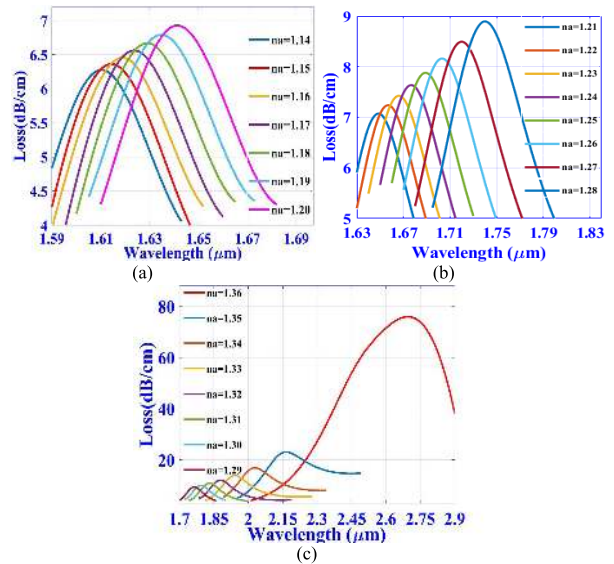 7
6.5
6
5.5
5
4.5
4
Loss(dB/cm)
1.59 1.61 1.63 1.65 1.67 1.69
Wavelength (μm)
na=1.14
na=1.15
na=1.16
na=1.17
na=1.18
na=1.19
na=1.20
(a)
9
8
7
6
5
Loss(dB/cm)
1.63 1.67 1.71 1.75 1.79 1.83
Wavelength (μm)
na=1.21
na=1.22
na=1.23
na=1.24
na=1.25
na=1.26
na=1.27
na=1.28
(b)
80
60
40
20
Loss(dB/cm)
na=1.36
na=1.35
na=1.34
na=1.33
na=1.32
na=1.31
na=1.30
na=1.29
1.7 1.85 2 2.15 2.3 2.45 2.6 2.75 2.9
Wavelength (μm)
(c)